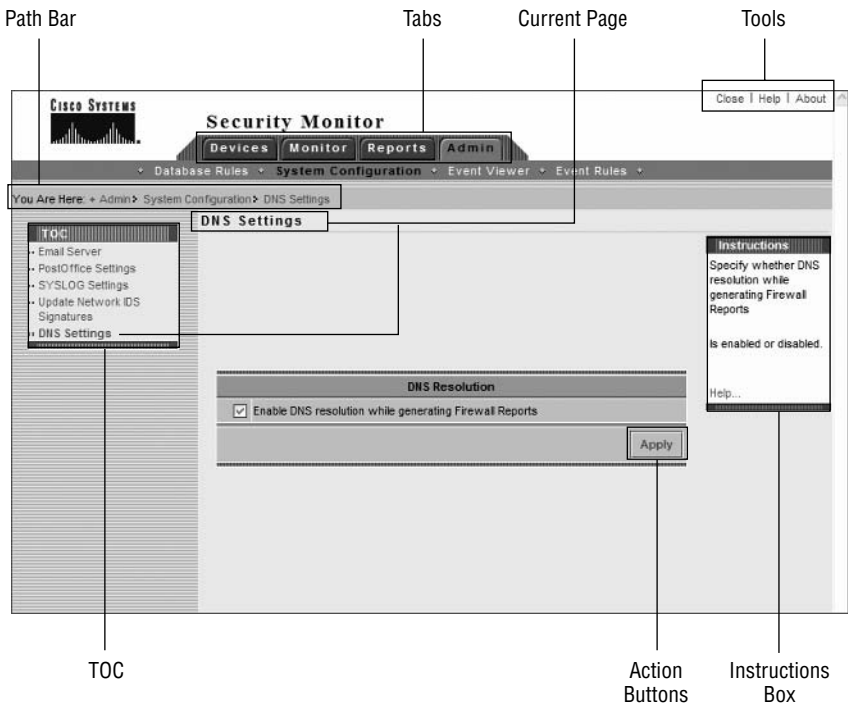 Path Bar Tabs Current Page Tools
Close | Help | About
CISCO SYSTEMS
Security Monitor
Devices Monitor Reports Admin
Database Rules System Configuration Event Viewer Event Rules
You Are Here: Admin > System Configuration > DNS Settings
DNS Settings
TOC
Email Server
PostOffice Settings
SYSLOG Settings
Update Network IDS
Signatures
DNS Settings
Instructions
Specify whether DNS
resolution while
generating Firewall
Reports
Is enabled or disabled.
Help...
DNS Resolution
Enable DNS resolution while generating Firewall Reports
Apply
TOC
Action
Buttons
Instructions
Box